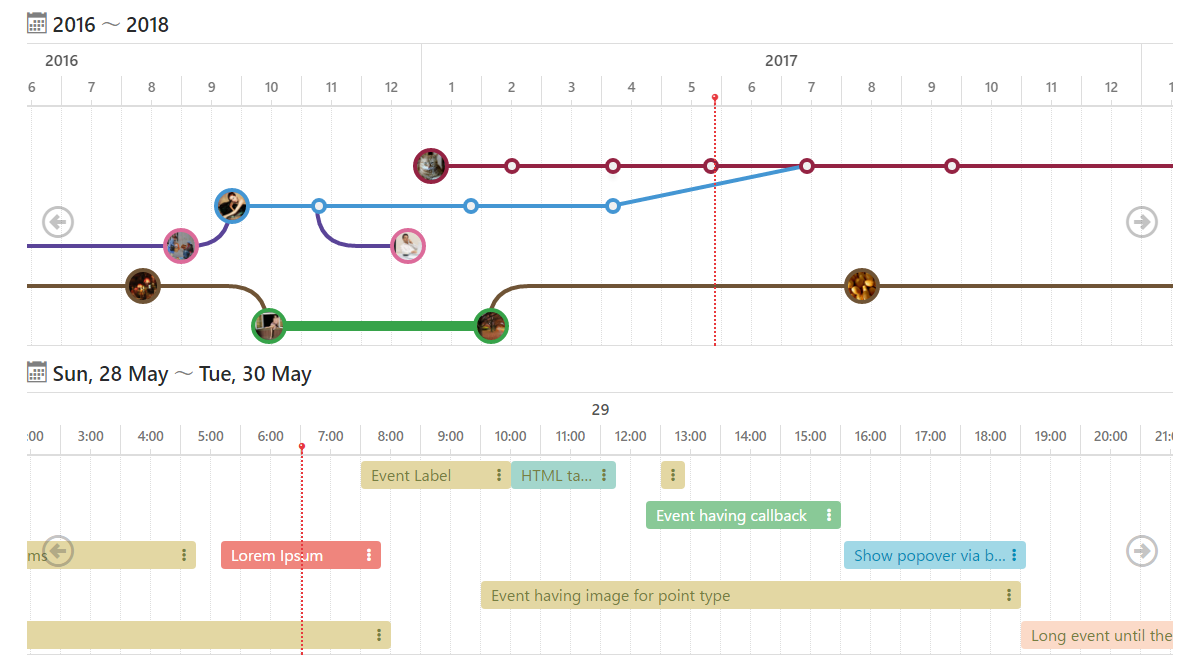 2016 ～ 2018
2016 2017
6 7 8 9 10 11 12 1 2 3 4 5 6 7 8 9 10 11 12 1
Sun, 28 May ～ Tue, 30 May
29
:00 3:00 4:00 5:00 6:00 7:00 8:00 9:00 10:00 11:00 12:00 13:00 14:00 15:00 16:00 17:00 18:00 19:00 20:00 21:
Event Label HTML ta...
Event having callback
ms Lorem Ipsum Show popover via b...
Event having image for point type
Long event until the